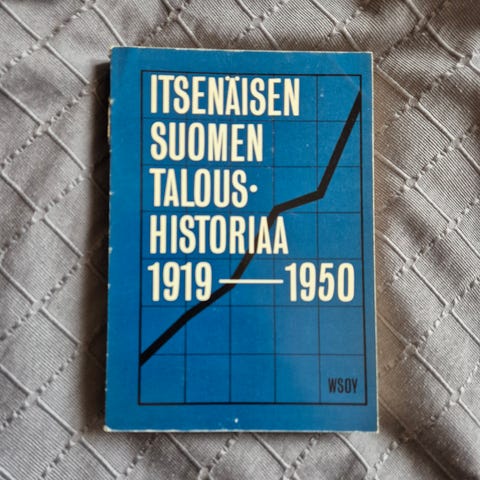 ITSENÄISEN
SUOMEN
TALOUS·
HISTORIAA
1919 — 1950
WSOY